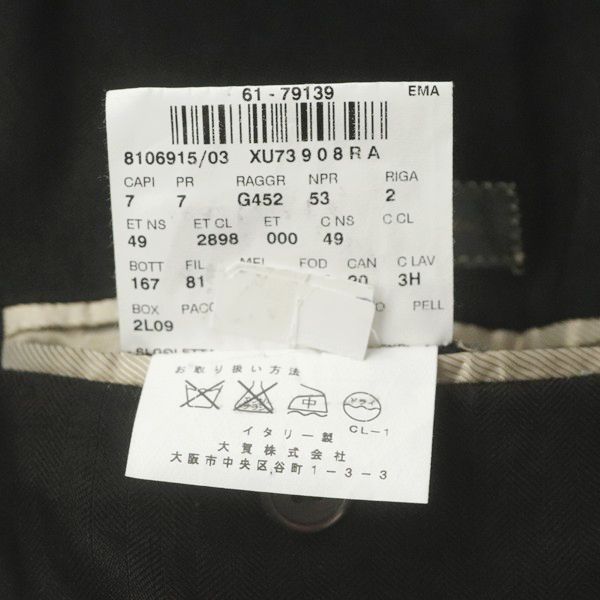 61 - 79139 EMA
8106915/03 XU73908RA
CAPI PR RAGGR NPR RIGA
7 7 G452 53 2
ET NS ET CL ET C NS C CL
49 2898 000 49
BOTT FIL FOD CAN C LAV
167 81 3H
BOX PELL
2L09
お取り扱い方法
中 ドライ
CL-1
イタリー製
大賀株式会社
大阪市中央区谷町1-3-3